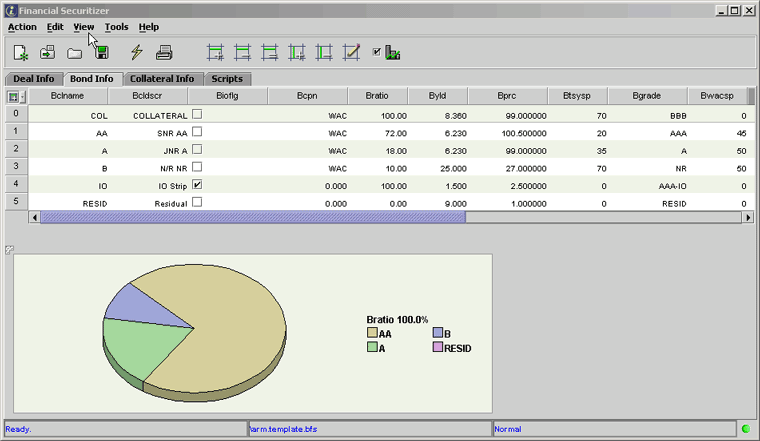 Financial Securitizer
Action Edit View Tools Help
Deal Info Bond Info Collateral Info Scripts
Bclname Bcldscr Bioflg Bcpn Bratio Byld Bprc Btsysp Bgrade Bwacsp
0 COL COLLATERAL WAC 100.00 8.360 99.000000 70 BBB 0
1 AA SNR AA WAC 72.00 6.230 100.500000 20 AAA 45
2 A JNR A WAC 18.00 6.230 99.000000 35 A 50
3 B N/R NR WAC 10.00 25.000 27.000000 70 NR 50
4 IO IO Strip 0.000 100.00 1.500 2.500000 0 AAA-IO 0
5 RESID Residual 0.000 0.00 9.000 1.000000 0 RESID 0
Bratio 100.0%
AA B
A RESID
Ready. \arm.template.bfs Normal